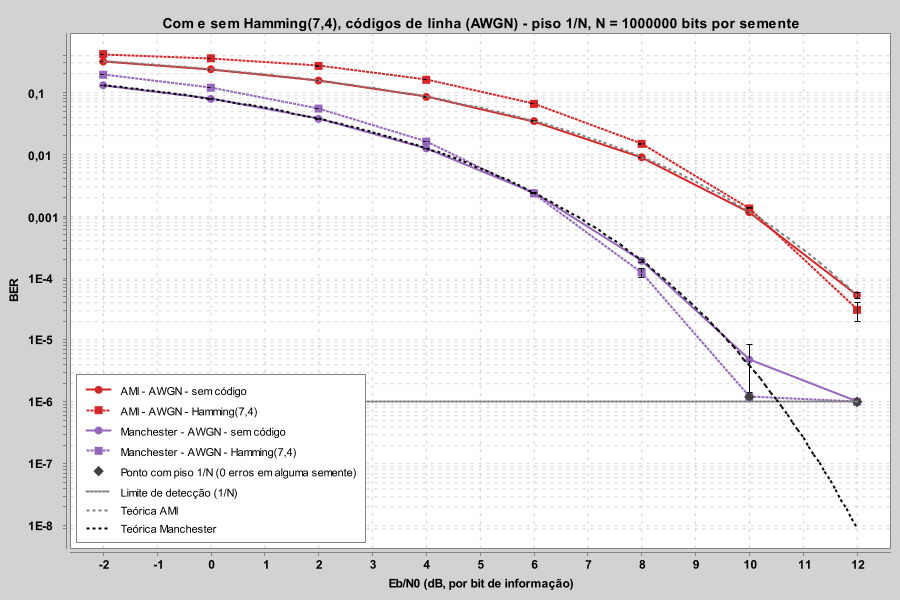 Com e sem Hamming(7,4), códigos de linha (AWGN) - piso 1/N, N = 1000000 bits por semente
BER
0,1
0,01
0,001
1E-4
1E-5
1E-6
1E-7
1E-8
AMI - AWGN - sem código
AMI - AWGN - Hamming(7,4)
Manchester - AWGN - sem código
Manchester - AWGN - Hamming(7,4)
Ponto com piso 1/N (0 erros em alguma semente)
Limite de detecção (1/N)
Teórica AMI
Teórica Manchester
-2 -1 0 1 2 3 4 5 6 7 8 9 10 11 12
Eb/N0 (dB, por bit de informação)